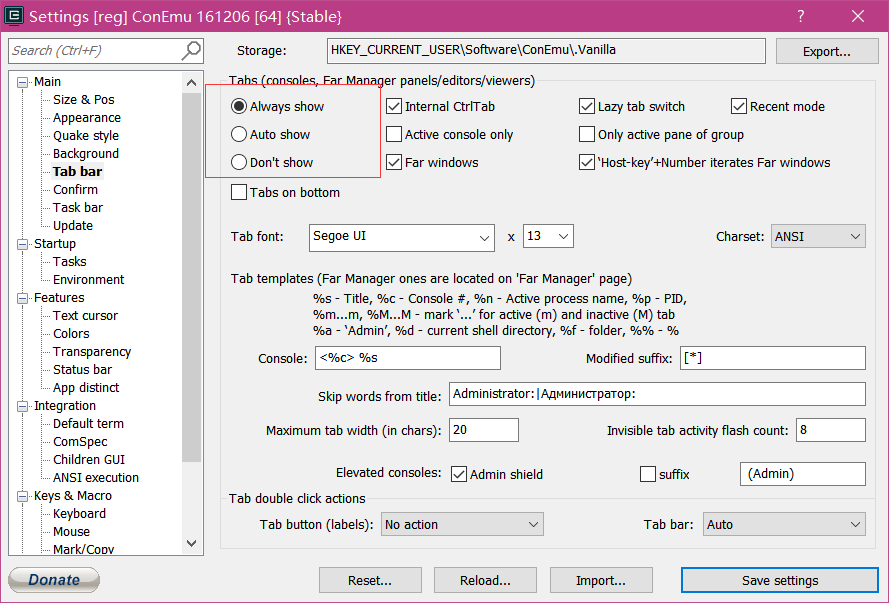 Settings [reg] ConEmu 161206 [64] {Stable}
Search (Ctrl+F)
Storage:
HKEY_CURRENT_USER\Software\ConEmu\.Vanilla
Export...
Main
Size & Pos
Appearance
Quake style
Background
Tab bar
Confirm
Task bar
Update
Startup
Tasks
Environment
Features
Text cursor
Colors
Transparency
Status bar
App distinct
Integration
Default term
ComSpec
Children GUI
ANSI execution
Keys & Macro
Keyboard
Mouse
Mark/Copy
Tabs (consoles, Far Manager panels/editors/viewers)
Always show
Internal CtrlTab
Lazy tab switch
Recent mode
Auto show
Active console only
Only active pane of group
Don't show
Far windows
‘Host-key’+Number iterates Far windows
Tabs on bottom
Tab font:
Segoe UI
x
13
Charset:
ANSI
Tab templates (Far Manager ones are located on 'Far Manager' page)
%s - Title, %c - Console #, %n - Active process name, %p - PID,
%m...m, %M...M - mark ‘...’ for active (m) and inactive (M) tab
%a - ‘Admin’, %d - current shell directory, %f - folder, %% - %
Console:
<%c> %s
Modified suffix:
[*]
Skip words from title:
Administrator:|Администратор:
Maximum tab width (in chars):
20
Invisible tab activity flash count:
8
Elevated consoles:
Admin shield
suffix
(Admin)
Tab double click actions
Tab button (labels):
No action
Tab bar:
Auto
Donate
Reset...
Reload...
Import...
Save settings